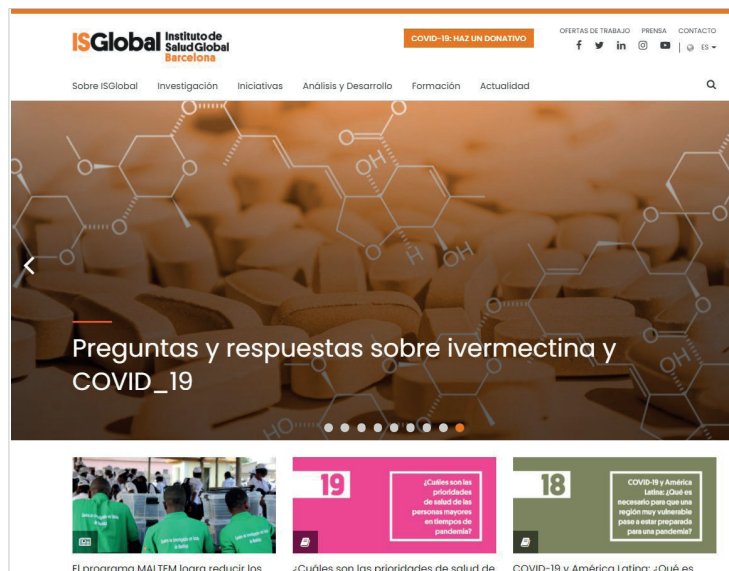 ISGlobal Instituto de
Salud Global
Barcelona
COVID-19: HAZ UN DONATIVO
OFERTAS DE TRABAJO PRENSA CONTACTO
ES
Sobre ISGlobal Investigación Iniciativas Análisis y Desarrollo Formación Actualidad
O
O
O
OH
O
O
O
H
OH
H
O
O
O
O
O
OH
HO
Preguntas y respuestas sobre ivermectina y
COVID_19
19
¿Cuáles son las
prioridades
de salud de las
personas mayores
en tiempos de
pandemia?
18
COVID-19 y América
Latina: ¿Qué es
necesario para que una
región muy vulnerable
pase a estar preparada
para una pandemia?
El programa MALTEM logra reducir los
¿Cuáles son las prioridades de salud de
COVID-19 y América Latina: ¿Qué es